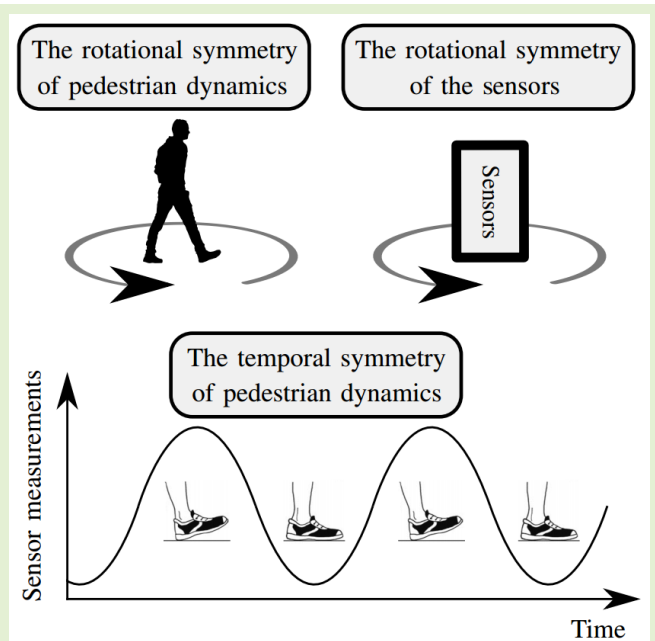 The rotational symmetry
of pedestrian dynamics
The rotational symmetry
of the sensors
Sensors
The temporal symmetry
of pedestrian dynamics
Sensor measurements
Time